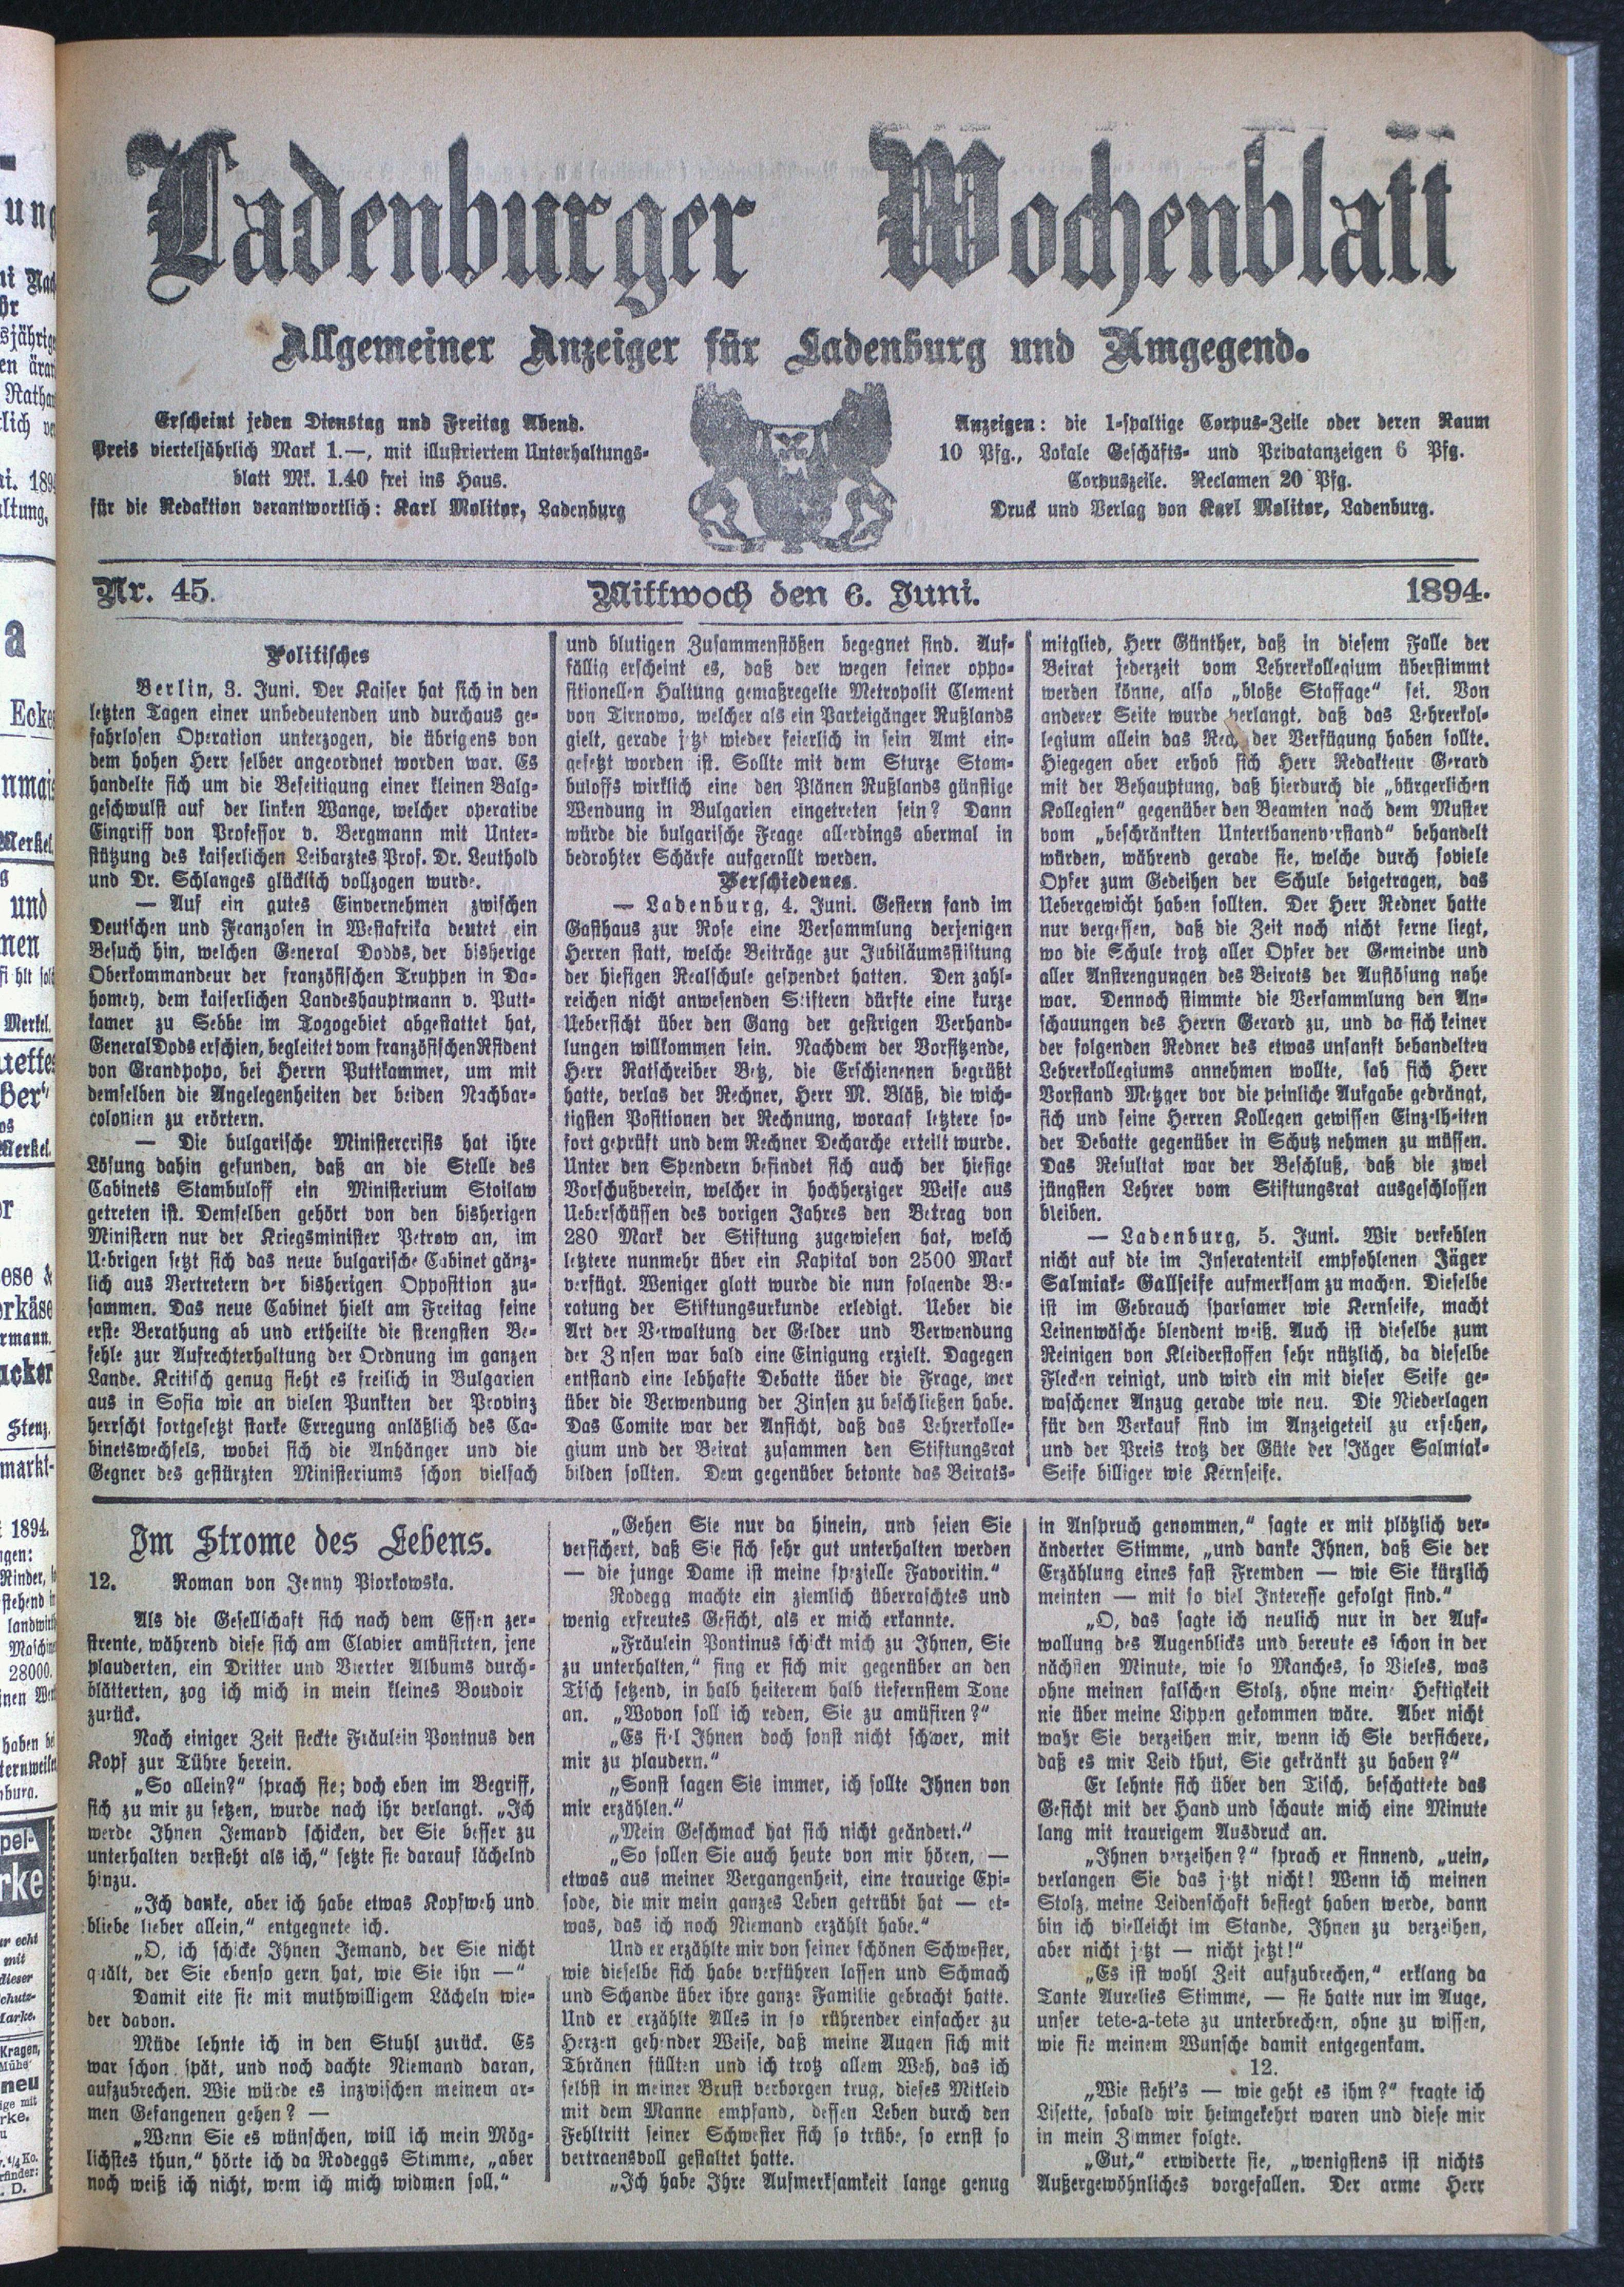 Ladenburger Wochenblatt
Allgemeiner Anzeiger für Ladenburg und Umgegend.
Erscheint jeden Dienstag und Freitag Abend.
Preis vierteljährlich Mark 1.—, mit illustriertem Unterhaltungs-
blatt Mk. 1.40 frei ins Haus.
für die Redaktion verantwortlich: Karl Molitor, Ladenburg
Anzeigen: die 1-spaltige Corpus-Zeile oder deren Raum
10 Pfg., Lokale Geschäfts- und Privatanzeigen 6 Pfg.
Corpuszeile. Reclamen 20 Pfg.
Druck und Verlag von Karl Molitor, Ladenburg.
Nr. 45. Mittwoch den 6. Juni. 1894.
Politisches
Berlin, 3. Juni. Der Kaiser hat sich in den
letzten Tagen einer unbedeutenden und durchaus ge-
fahrlosen Operation unterzogen, die übrigens von
dem hohen Herr selber angeordnet worden war. Es
handelte sich um die Beseitigung einer kleinen Balg-
geschwulst auf der linken Wange, welcher operative
Eingriff von Professor v. Bergmann mit Unter-
stützung des kaiserlichen Leibarztes Prof. Dr. Leuthold
und Dr. Schlanges glücklich vollzogen wurde.
— Auf ein gutes Einvernehmen zwischen
Deutschen und Franzosen in Westafrika deutet ein
Besuch hin, welchen General Dodds, der bisherige
Oberkommandeur der französischen Truppen in Da-
homey, dem kaiserlichen Landeshauptmann v. Putt-
kamer zu Sebbe im Togogebiet abgestattet hat,
General Dods erschien, begleitet vom französischen Rsident
von Grandpopo, bei Herrn Puttkammer, um mit
demselben die Angelegenheiten der beiden Nachbar-
colonien zu erörtern.
— Die bulgarische Ministercrisis hat ihre
Lösung dahin gefunden, daß an die Stelle des
Cabinets Stambuloff ein Ministerium Stoilaw
getreten ist. Demselben gehört von den bisherigen
Ministern nur der Kriegsminister Petrow an, im
Uebrigen setzt sich das neue bulgarische Cabinet gänz-
lich aus Vertretern der bisherigen Opposition zu-
sammen. Das neue Cabinet hielt am Freitag seine
erste Berathung ab und ertheilte die strengsten Be-
fehle zur Aufrechterhaltung der Ordnung im ganzen
Lande. Kritisch genug sieht es freilich in Bulgarien
aus in Sofia wie an vielen Punkten der Provinz
herrscht fortgesetzt starke Erregung anläßlich des Ca-
binetswechsels, wobei sich die Anhänger und die
Gegner des gestürzten Ministeriums schon vielfach
und blutigen Zusammenstößen begegnet sind. Auf-
fällig erscheint es, daß der wegen seiner oppo-
sitionellen Haltung gemaßregelte Metropolit Clement
von Tirnowo, welcher als ein Parteigänger Rußlands
gielt, gerade jetzt wieder feierlich in sein Amt ein-
gesetzt worden ist. Sollte mit dem Sturze Stam-
buloffs wirklich eine den Plänen Rußlands günstige
Wendung in Bulgarien eingetreten sein? Dann
würde die bulgarische Frage allerdings abermal in
bedrohter Schärfe aufgerollt werden.
Verschiedenes.
— Ladenburg, 4. Juni. Gestern fand im
Gasthaus zur Rose eine Versammlung derjenigen
Herren statt, welche Beiträge zur Jubiläumsstiftung
der hiesigen Realschule gespendet hatten. Den zahl-
reichen nicht anwesenden Stiftern dürfte eine kurze
Uebersicht über den Gang der gestrigen Verhand-
lungen willkommen sein. Nachdem der Vorsitzende,
Herr Ratschreiber Betz, die Erschienenen begrüßt
hatte, verlas der Rechner, Herr M. Bläß, die wich-
tigsten Positionen der Rechnung, worauf letztere so-
fort geprüft und dem Rechner Decharche erteilt wurde.
Unter den Spendern befindet sich auch der hiesige
Vorschußverein, welcher in hochherziger Weise aus
Ueberschüssen des vorigen Jahres den Betrag von
280 Mark der Stiftung zugewiesen hat, welch
letztere nunmehr über ein Kapital von 2500 Mark
verfügt. Weniger glatt wurde die nun folgende Be-
ratung der Stiftungsurkunde erledigt. Ueber die
Art der Verwaltung der Gelder und Verwendung
der Znsen war bald eine Einigung erzielt. Dagegen
entstand eine lebhafte Debatte über die Frage, wer
über die Verwendung der Zinsen zu beschließen habe.
Das Comite war der Ansicht, daß das Lehrerkolle-
gium und der Beirat zusammen den Stiftungsrat
bilden sollten. Dem gegenüber betonte das Beirats-
mitglied, Herr Günther, daß in diesem Falle der
Beirat jederzeit vom Lehrerkollegium überstimmt
werden könne, also „bloße Staffage“ sei. Von
anderer Seite wurde verlangt, daß das Lehrerkol-
legium allein das der Verfügung haben sollte.
Hiegegen aber erhob sich Herr Redakteur Gerard
mit der Behauptung, daß hierdurch die „bürgerlichen
Kollegien“ gegenüber den Beamten nach dem Muster
vom „beschränkten Unterthanenverstand“ behandelt
würden, während gerade sie, welche durch soviele
Opfer zum Gedeihen der Schule beigetragen, das
Uebergewicht haben sollten. Der Herr Redner hatte
nur vergessen, daß die Zeit noch nicht ferne liegt,
wo die Schule trotz aller Opfer der Gemeinde und
aller Anstrengungen des Beirats der Auflösung nahe
war. Dennoch stimmte die Versammlung den An-
schauungen des Herrn Gerard zu, und da sich keiner
der folgenden Redner des etwas unsanft behandelten
Lehrerkollegiums annehmen wollte, sah sich Herr
Vorstand Metzger vor die peinliche Aufgabe gedrängt,
sich und seine Herren Kollegen gewissen Einzelheiten
der Debatte gegenüber in Schutz nehmen zu müssen.
Das Resultat war der Beschluß, daß die zwei
jüngsten Lehrer vom Stiftungsrat ausgeschlossen
bleiben.
— Ladenburg, 5. Juni. Wir verfehlen
nicht auf die im Inseratenteil empfohlenen Jäger
Salmiak- Gallseife aufmerksam zu machen. Dieselbe
ist im Gebrauch sparsamer wie Kernseife, macht
Leinenwäsche blendent weiß. Auch ist dieselbe zum
Reinigen von Kleiderstoffen sehr nützlich, da dieselbe
Flecken reinigt, und wird ein mit dieser Seife ge-
waschener Anzug gerade wie neu. Die Niederlagen
für den Verkauf sind im Anzeigeteil zu ersehen,
und der Preis trotz der Güte der Jäger Salmiak-
Seife billiger wie Kernseife.
Im Strome des Lebens.
12. Roman von Jenny Piorkowska.
Als die Gesellschaft sich nach dem Essen zer-
strente, während diese sich am Clavier amüsirten, jene
plauderten, ein Dritter und Vierter Albums durch-
blätterten, zog ich mich in mein kleines Boudoir
zurück.
Nach einiger Zeit steckte Fräulein Pontnus den
Kopf zur Tühre herein.
„So allein?“ sprach sie; doch eben im Begriff,
sich zu mir zu setzen, wurde nach ihr verlangt. „Ich
werde Ihnen Jemand schicken, der Sie besser zu
unterhalten versteht als ich,“ setzte sie darauf lächelnd
hinzu.
„Ich danke, aber ich habe etwas Kopfweh und
bliebe lieber allein,“ entgegnete ich.
„O, ich schicke Ihnen Jemand, der Sie nicht
quält, der Sie ebenso gern hat, wie Sie ihn —“
Damit eite sie mit muthwilligem Lächeln wie-
der davon.
Müde lehnte ich in den Stuhl zurück. Es
war schon spät, und noch dachte Niemand daran,
aufzubrechen. Wie würde es inzwischen meinem ar-
men Gefangenen gehen? —
„Wenn Sie es wünschen, will ich mein Mög-
lichstes thun,“ hörte ich da Rodeggs Stimme, „aber
noch weiß ich nicht, wem ich mich widmen soll.“
„Gehen Sie nur da hinein, und seien Sie
versichert, daß Sie sich sehr gut unterhalten werden
— die junge Dame ist meine spezielle Favoritin.“
Rodegg machte ein ziemlich überraschtes und
wenig erfreutes Gesicht, als er mich erkannte.
„Fräulein Pontinus schickt mich zu Ihnen, Sie
zu unterhalten,“ fing er sich mir gegenüber an den
Tisch setzend, in halb heiterem halb tiefernstem Tone
an. „Wovon soll ich reden, Sie zu amüsiren?“
„Es fiel Ihnen doch sonst nicht schwer, mit
mir zu plaudern.“
„Sonst sagen Sie immer, ich sollte Ihnen von
mir erzählen.“
„Mein Geschmack hat sich nicht geändert.“
„So sollen Sie auch heute von mir hören, —
etwas aus meiner Vergangenheit, eine traurige Epi-
sode, die mir mein ganzes Leben getrübt hat — et-
was, das ich noch Niemand erzählt habe.“
Und er erzählte mir von seiner schönen Schwester,
wie dieselbe sich habe verführen lassen und Schmach
und Schande über ihre ganze Familie gebracht hatte.
Und er erzählte Alles in so rührender einfacher zu
Herzen gehender Weise, daß meine Augen sich mit
Thränen füllten und ich trotz allem Weh, das ich
selbst in meiner Brust verborgen trug, dieses Mitleid
mit dem Manne empfand, dessen Leben durch den
Fehltritt seiner Schwester sich so trübe, so ernst so
vertraensvoll gestaltet hatte.
„Ich habe Ihre Aufmerksamkeit lange genug
in Anspruch genommen,“ sagte er mit plötzlich ver-
änderter Stimme, „und danke Ihnen, daß Sie der
Erzählung eines fast Fremden — wie Sie kürzlich
meinten — mit so viel Interesse gefolgt sind.“
„O, das sagte ich neulich nur in der Auf-
wallung des Augenblicks und bereute es schon in der
nächsten Minute, wie so Manches, so Vieles, was
ohne meinen falschen Stolz, ohne meine Heftigkeit
nie über meine Lippen gekommen wäre. Aber nicht
wahr Sie verzeihen mir, wenn ich Sie versichere,
daß es mir Leid thut, Sie gekränkt zu haben?“
Er lehnte sich über den Tisch, beschattete das
Gesicht mit der Hand und schaute mich eine Minute
lang mit traurigem Ausdruck an.
„Ihnen verzeihen?“ sprach er sinnend, „uein,
verlangen Sie das jetzt nicht! Wenn ich meinen
Stolz, meine Leidenschaft besiegt haben werde, dann
bin ich vielleicht im Stande, Ihnen zu verzeihen,
aber nicht jetzt — nicht jetzt!“
„Es ist wohl Zeit aufzubrechen,“ erklang da
Tante Aurelies Stimme, — sie hatte nur im Auge,
unser tete-a-tete zu unterbrechen, ohne zu wissen,
wie sie meinem Wunsche damit entgegenkam.
12.
„Wie steht's — wie geht es ihm?“ fragte ich
Lisette, sobald wir heimgekehrt waren und diese mir
in mein Zimmer folgte.
„Gut,“ erwiderte sie, „wenigstens ist nichts
Außergewöhnliches vorgefallen. Der arme Herr